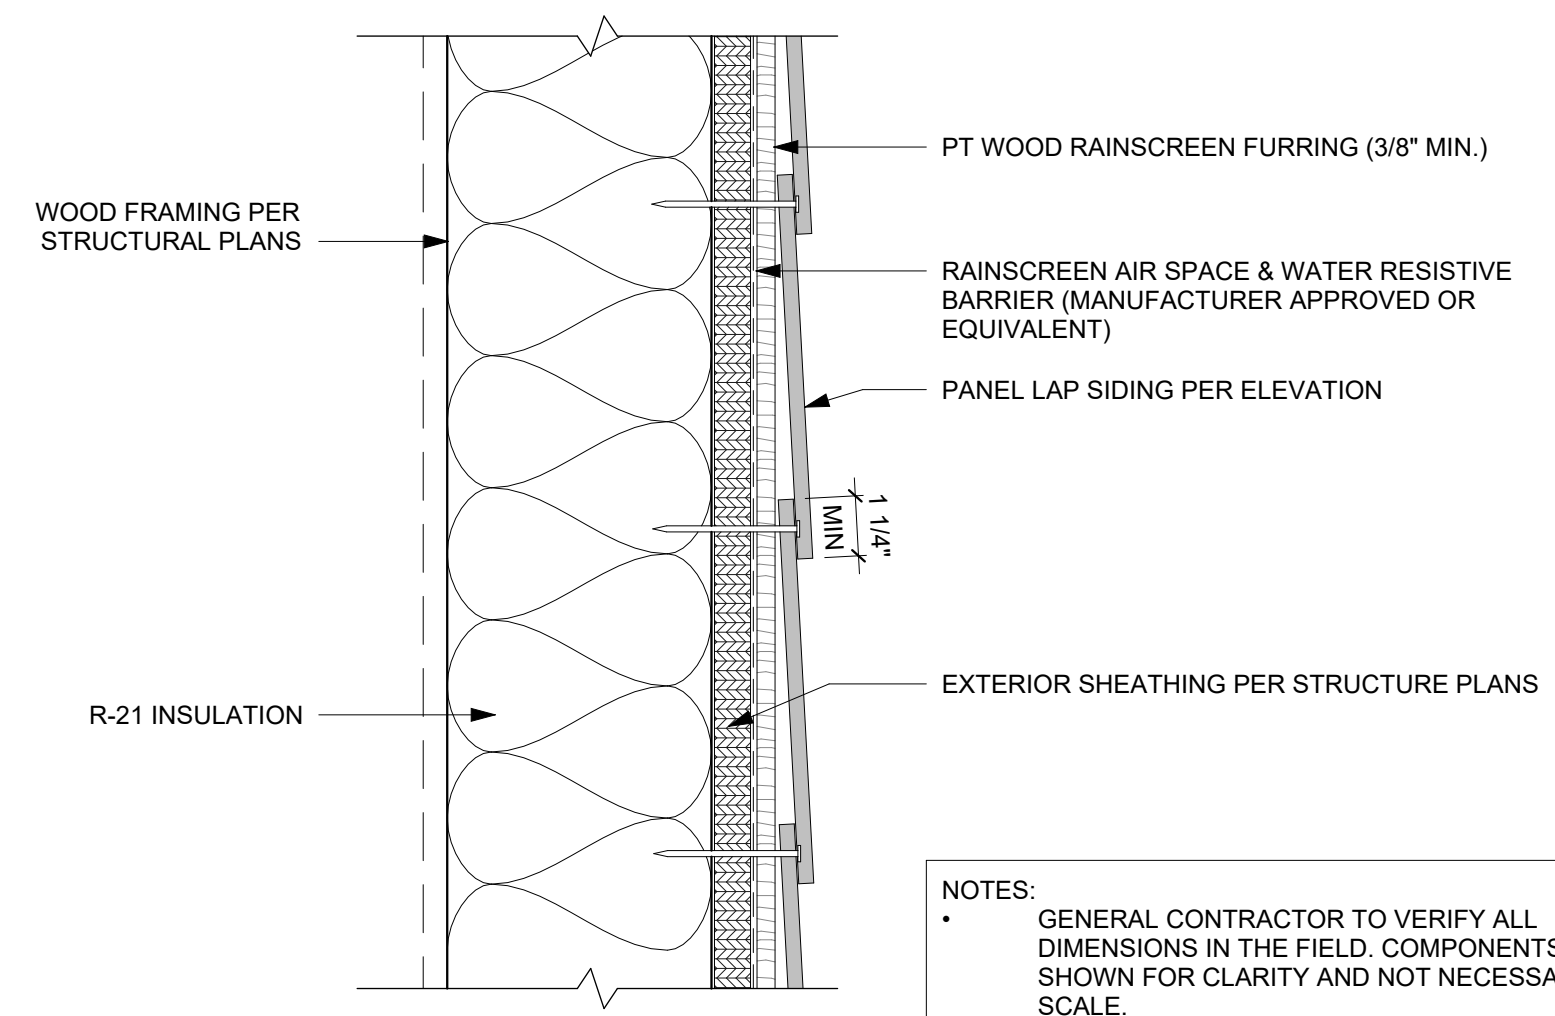 PT WOOD RAINSCREEN FURRING (3/8" MIN.)
WOOD FRAMING PER
STRUCTURAL PLANS
RAINSCREEN AIR SPACE & WATER RESISTIVE
BARRIER (MANUFACTURER APPROVED OR
EQUIVALENT)
PANEL LAP SIDING PER ELEVATION
1 1/4"
MIN
EXTERIOR SHEATHING PER STRUCTURE PLANS
R-21 INSULATION
NOTES:
• GENERAL CONTRACTOR TO VERIFY ALL
DIMENSIONS IN THE FIELD. COMPONENTS
SHOWN FOR CLARITY AND NOT
SCALE.